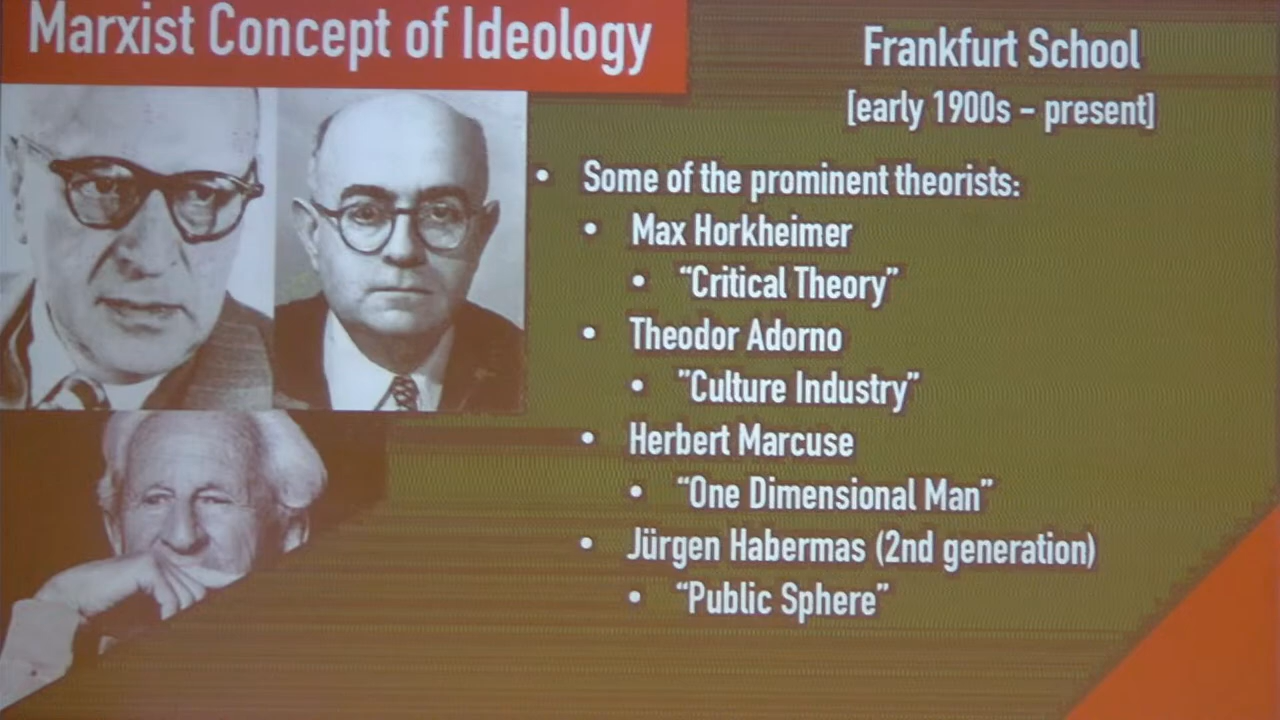 Marxist Concept of Ideology
Frankfurt School
[early 1900s – present]
• Some of the prominent theorists:
• Max Horkheimer
• “Critical Theory”
• Theodor Adorno
• ”Culture Industry”
• Herbert Marcuse
• “One Dimensional Man”
• Jürgen Habermas (2nd generation)
• “Public Sphere”